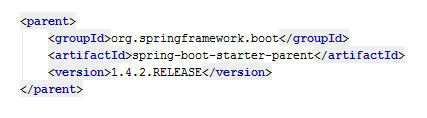 <parent>
    <groupId>org.springframework.boot</groupId>
    <artifactId>spring-boot-starter-parent</artifactId>
    <version>1.4.2.RELEASE</version>
</parent>